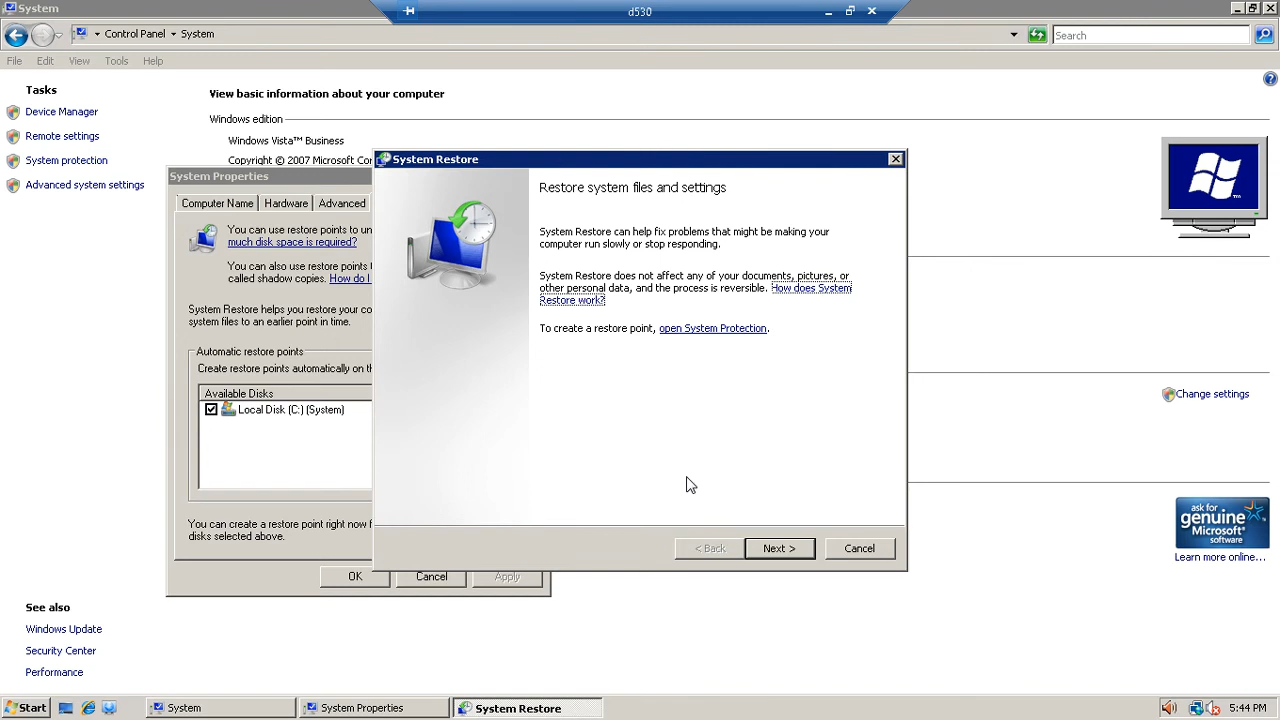 System
d530
Control Panel
System
Search
File Edit View Tools Help
Tasks
Device Manager
Remote settings
System protection
Advanced system settings
View basic information about your computer
Windows edition
Windows Vista™ Business
Copyright © 2007 Microsoft Cor
System Properties
Computer Name Hardware Advanced
You can use restore points to un
much disk space is required?
You can also use restore points t
called shadow copies. How do I
System Restore helps you restore your co
system files to an earlier point in time.
Automatic restore points
Create restore points automatically on th
Available Disks
Local Disk (C:) (System)
You can create a restore point right now f
disks selected above.
OK Cancel Apply
System Restore
Restore system files and settings
System Restore can help fix problems that might be making your
computer run slowly or stop responding.
System Restore does not affect any of your documents, pictures, or
other personal data, and the process is reversible. How does System
Restore work?
To create a restore point, open System Protection.
< Back Next > Cancel
Change settings
ask for
genuine
Microsoft
software
Learn more online...
See also
Windows Update
Security Center
Performance
Start
System
System Properties
System Restore
5:44 PM